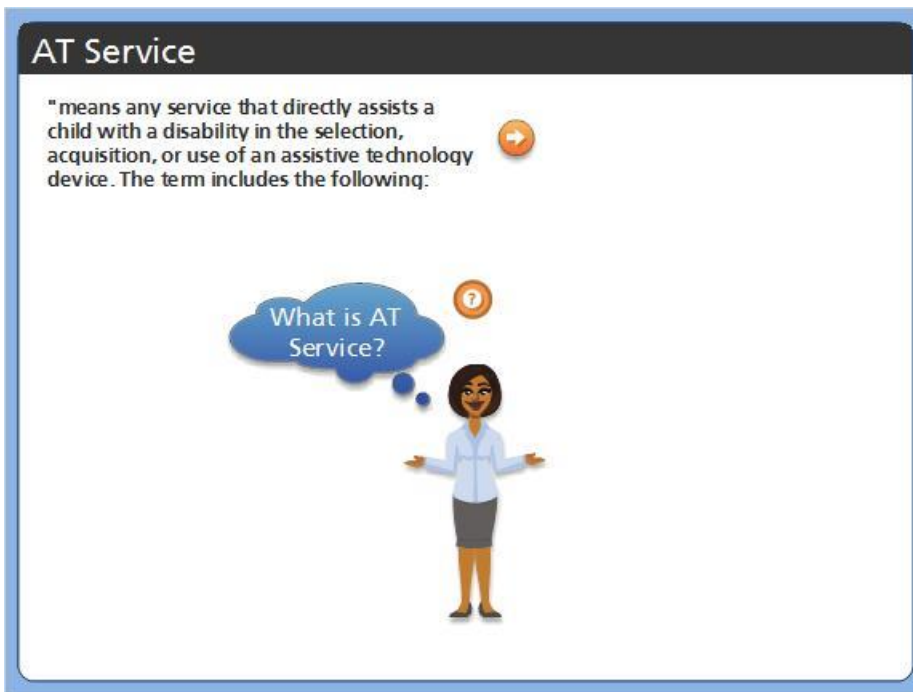 AT Service
"means any service that directly assists a
child with a disability in the selection,
acquisition, or use of an assistive technology
device. The term includes the following:
?
What is AT
Service?